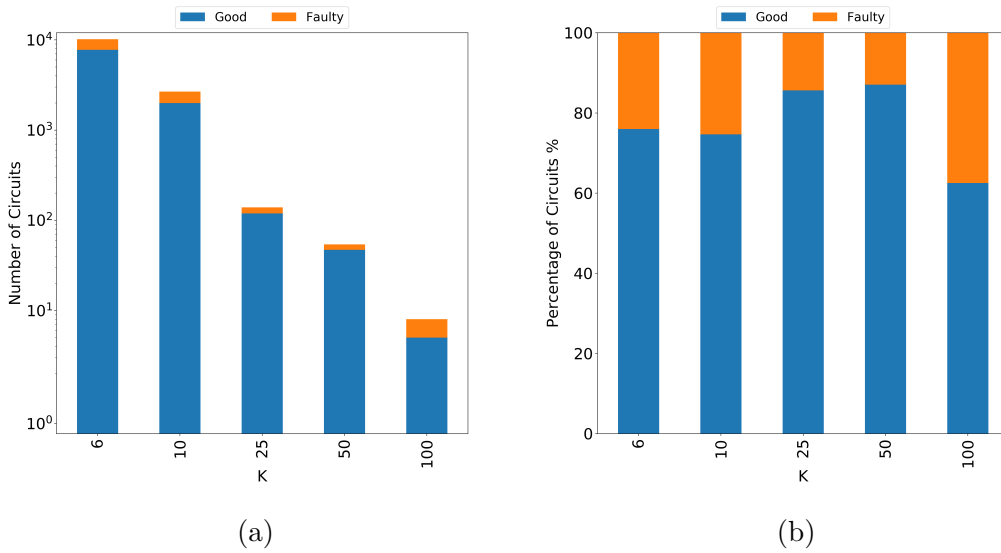 Good Faulty
10^4
10^3
10^2
10^1
10^0
Number of Circuits
6 10 25 50 100
K
(a)
Good Faulty
100
80
60
40
20
0
Percentage of Circuits %
6 10 25 50 100
K
(b)